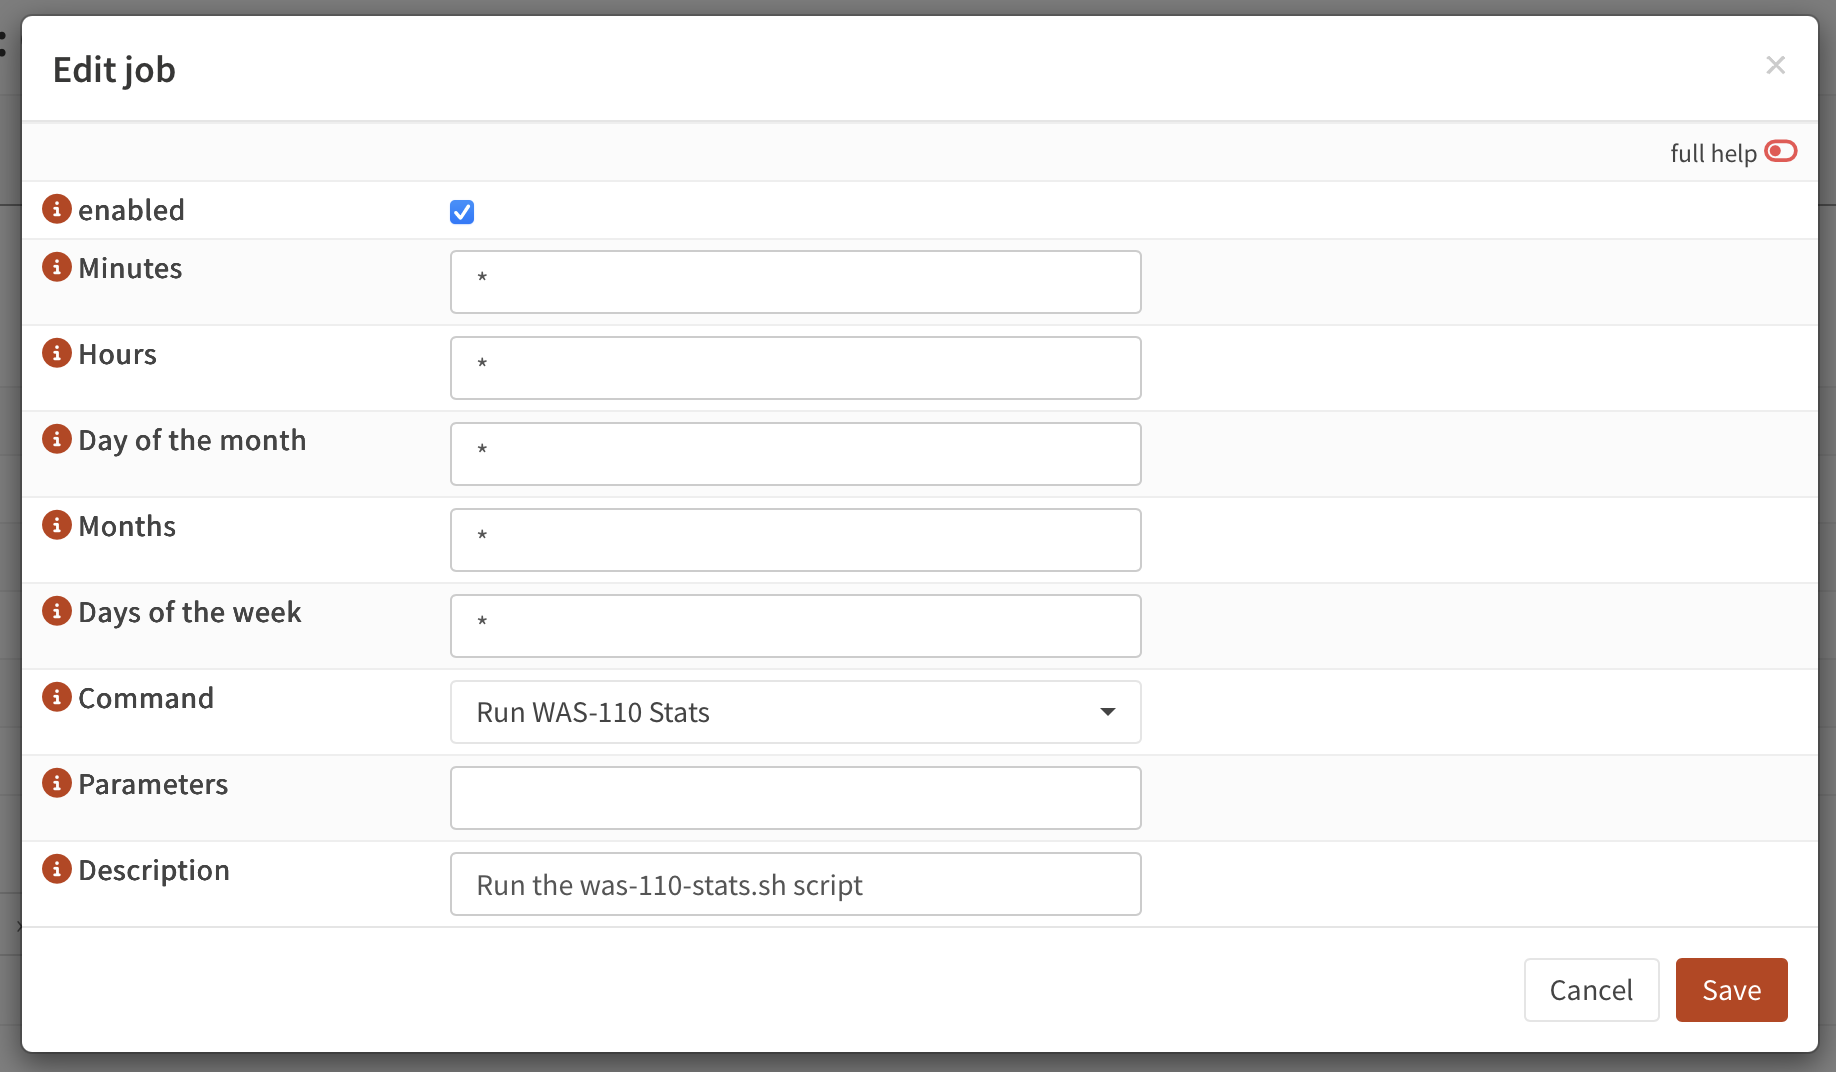 Edit job
×
full help
enabled
Minutes
*
Hours
*
Day of the month
*
Months
*
Days of the week
*
Command
Run WAS-110 Stats
Parameters
Description
Run the was-110-stats.sh script
Cancel
Save